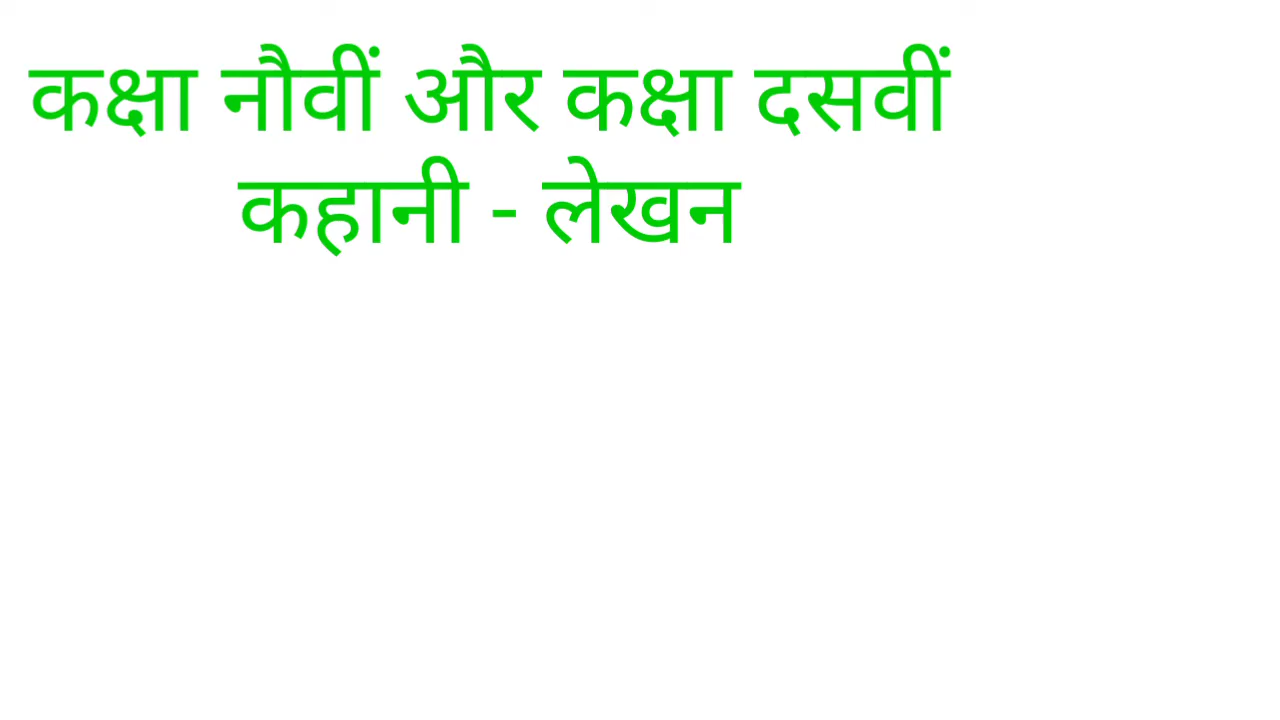 कक्षा नौवीं और कक्षा दसवीं
कहानी - लेखन